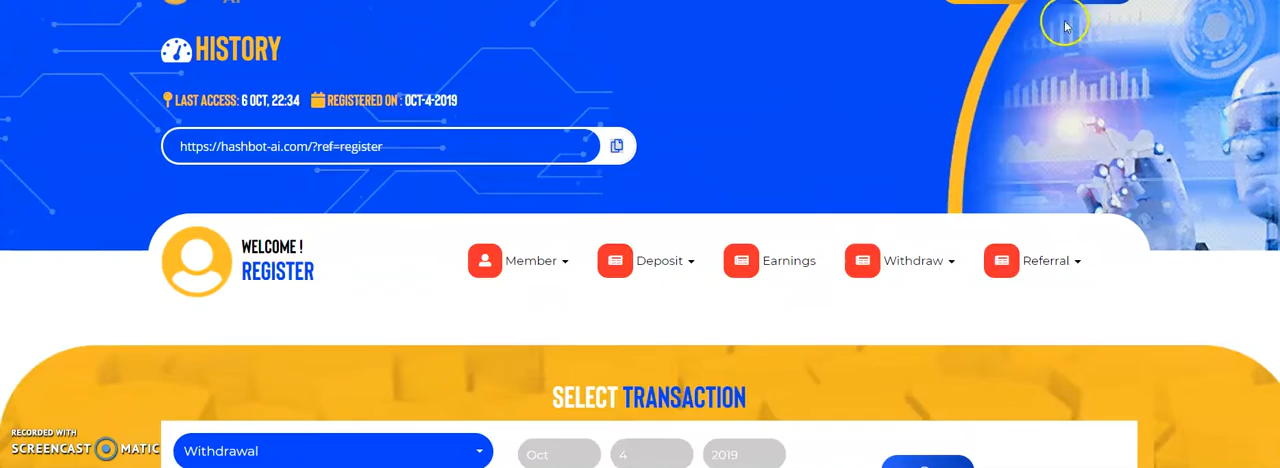 HISTORY
LAST ACCESS: 6 OCT, 22:34 REGISTERED ON : OCT-4-2019
https://hashbot-ai.com/?ref=register
WELCOME !
REGISTER
Member Deposit Earnings Withdraw Referral
SELECT TRANSACTION
RECORDED WITH
SCREENCAST MATIC
Withdrawal Oct 4 2019